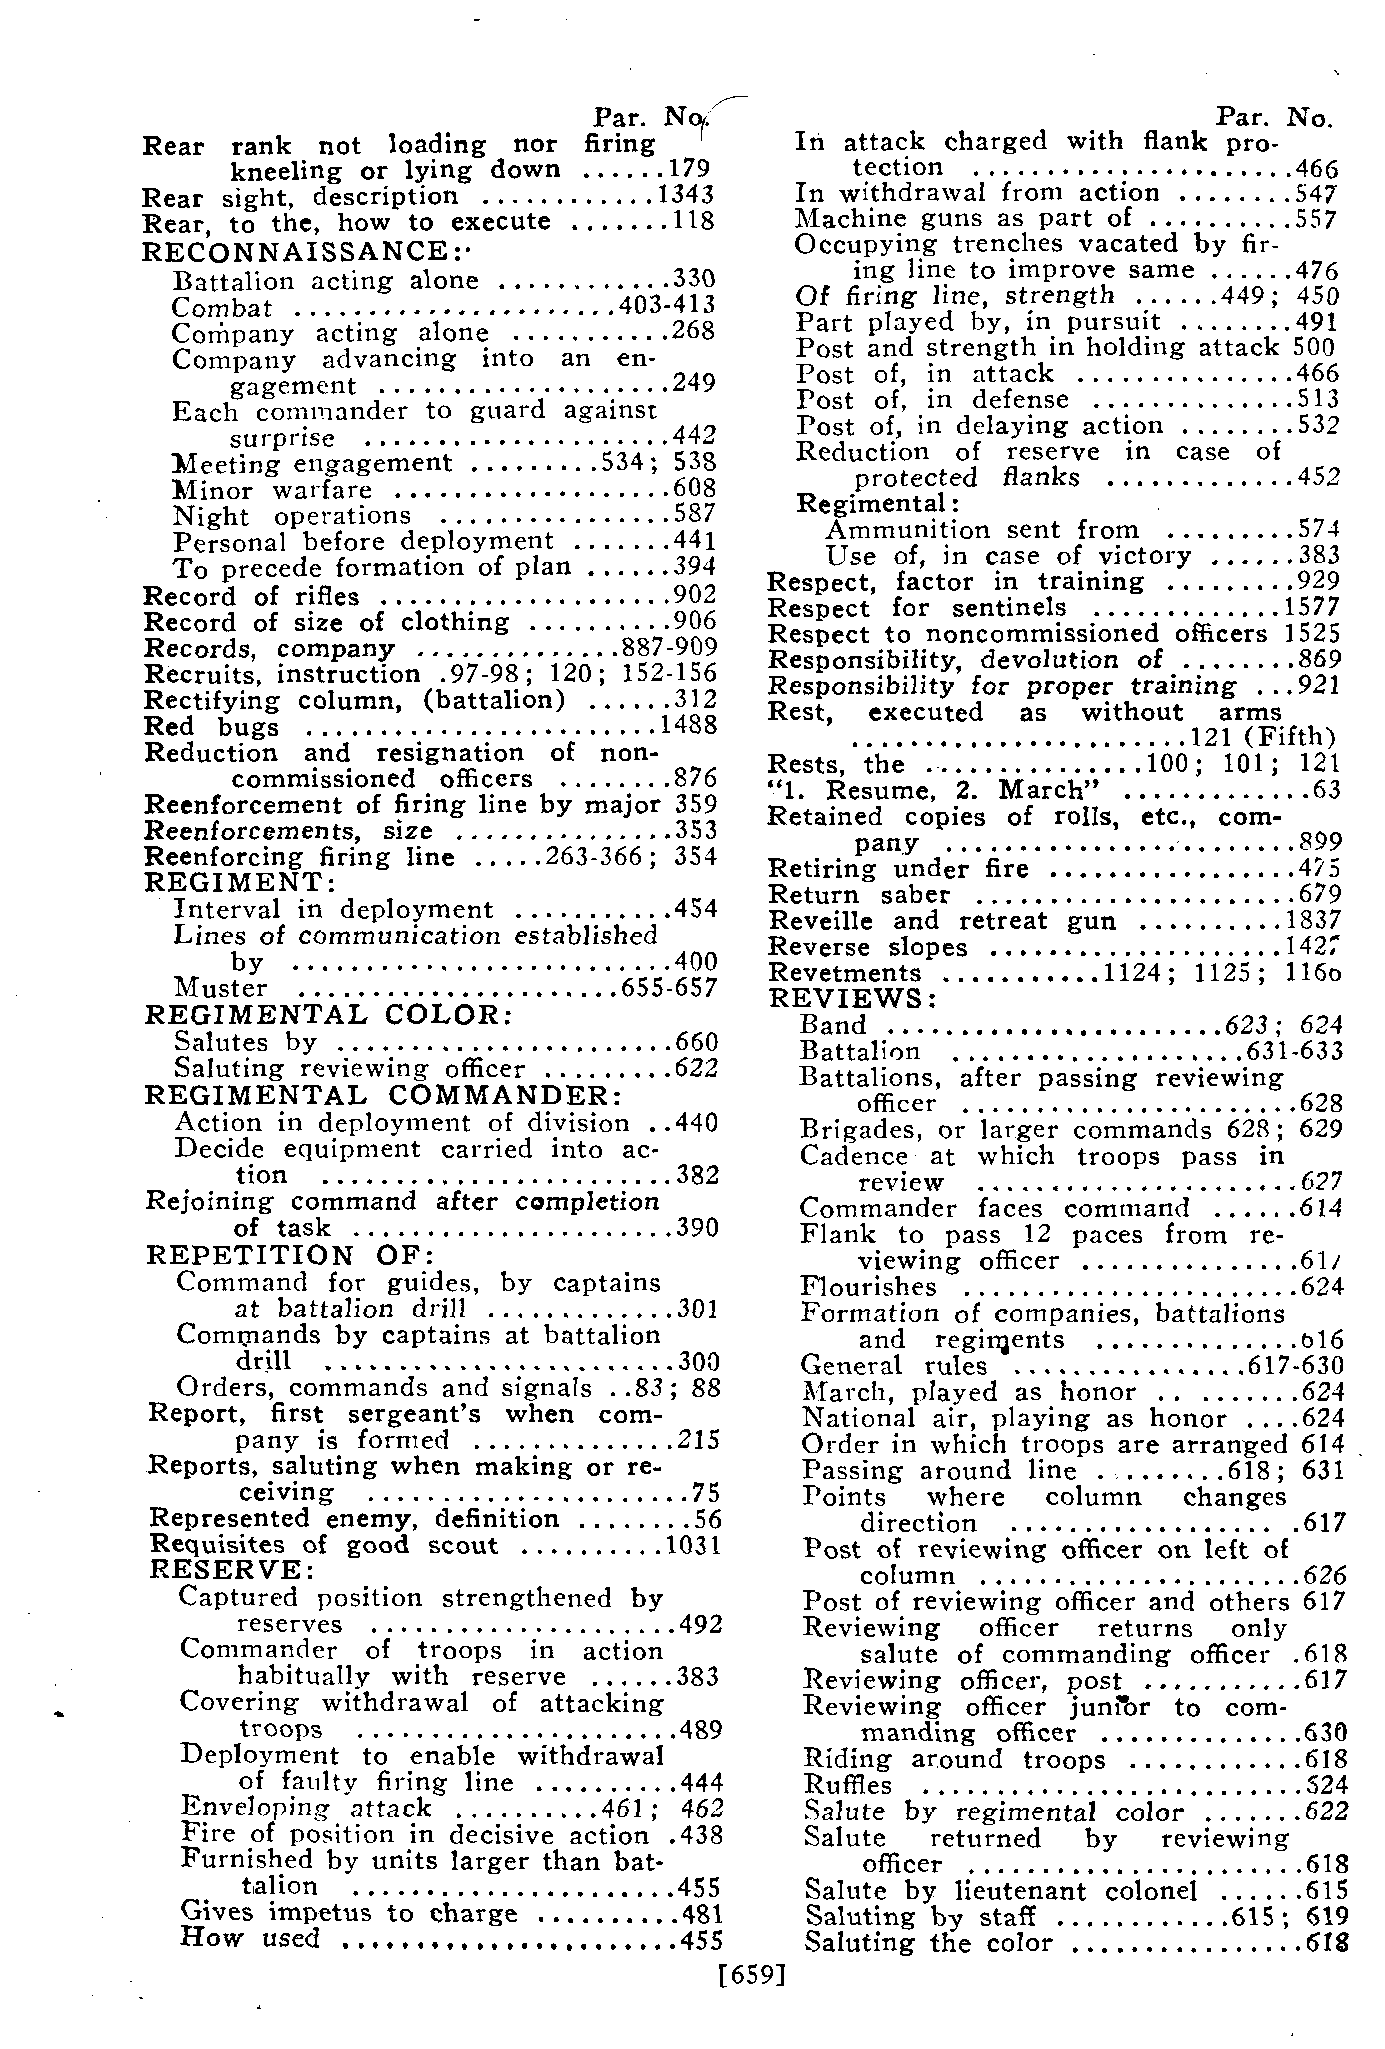 Par. No.
Rear rank not loading nor firing
kneeling or lying down ......179
Rear sight, description ............1343
Rear, to the, how to execute .......118
RECONNAISSANCE:
Battalion acting alone ............330
Combat ......................403-413
Company acting alone ...........268
Company advancing into an en-
gagement ....................249
Each commander to guard against
surprise .....................442
Meeting engagement .........534; 538
Minor warfare ...................608
Night operations ................587
Personal before deployment .......441
To precede formation of plan ......394
Record of rifles ....................902
Record of size of clothing ..........906
Records, company ..............887-909
Recruits, instruction .97-98; 120; 152-156
Rectifying column, (battalion) ......312
Red bugs ........................1488
Reduction and resignation of non-
commissioned officers ........876
Reenforcement of firing line by major 359
Reenforcements, size ...............353
Reenforcing firing line .....263-366; 354
REGIMENT:
Interval in deployment ...........454
Lines of communication established
by ..........................400
Muster ......................655-657
REGIMENTAL COLOR:
Salutes by .......................660
Saluting reviewing officer .........622
REGIMENTAL COMMANDER:
Action in deployment of division ..440
Decide equipment carried into ac-
tion ........................382
Rejoining command after completion
of task ......................390
REPETITION OF:
Command for guides, by captains
at battalion drill .............301
Commands by captains at battalion
drill ........................300
Orders, commands and signals ..83; 88
Report, first sergeant's when com-
pany is formed ..............215
Reports, saluting when making or re-
ceiving ......................75
Represented enemy, definition ........56
Requisites of good scout ..........1031
RESERVE:
Captured position strengthened by
reserves .....................492
Commander of troops in action
habitually with reserve ......383
Covering withdrawal of attacking
troops ......................489
Deployment to enable withdrawal
of faulty firing line ..........444
Enveloping attack ..........461; 462
Fire of position in decisive action .438
Furnished by units larger than bat-
talion ......................455
Gives impetus to charge ..........481
How used .......................455
Par. No.
In attack charged with flank pro-
tection ......................466
In withdrawal from action ........547
Machine guns as part of ..........557
Occupying trenches vacated by fir-
ing line to improve same ......476
Of firing line, strength ......449; 450
Part played by, in pursuit ........491
Post and strength in holding attack 500
Post of, in attack ...............466
Post of, in defense ..............513
Post of, in delaying action ........532
Reduction of reserve in case of
protected flanks .............452
Regimental:
Ammunition sent from .........574
Use of, in case of victory ......383
Respect, factor in training .........929
Respect for sentinels .............1577
Respect to noncommissioned officers 1525
Responsibility, devolution of ........869
Responsibility for proper training ...921
Rest, executed as without arms
.......................121 (Fifth)
Rests, the ...............100; 101; 121
"1. Resume, 2. March" .............63
Retained copies of rolls, etc., com-
pany ........................899
Retiring under fire .................475
Return saber ......................679
Reveille and retreat gun ..........1837
Reverse slopes ....................1427
Revetments ...........1124; 1125; 1160
REVIEWS:
Band .......................623; 624
Battalion ....................631-633
Battalions, after passing reviewing
officer .......................628
Brigades, or larger commands 628; 629
Cadence at which troops pass in
review ......................627
Commander faces command ......614
Flank to pass 12 paces from re-
viewing officer ...............617
Flourishes .......................624
Formation of companies, battalions
and regiments ..............616
General rules ................617-630
March, played as honor .. .......624
National air, playing as honor ....624
Order in which troops are arranged 614
Passing around line .........618; 631
Points where column changes
direction .................. .617
Post of reviewing officer on left of
column ......................626
Post of reviewing officer and others 617
Reviewing officer returns only
salute of commanding officer .618
Reviewing officer, post ...........617
Reviewing officer junior to com-
manding officer ..............630
Riding around troops ............618
Ruffles ..........................524
Salute by regimental color .......622
Salute returned by reviewing
officer .......................618
Salute by lieutenant colonel ......615
Saluting by staff ............615; 619
Saluting the color ................618
[659]